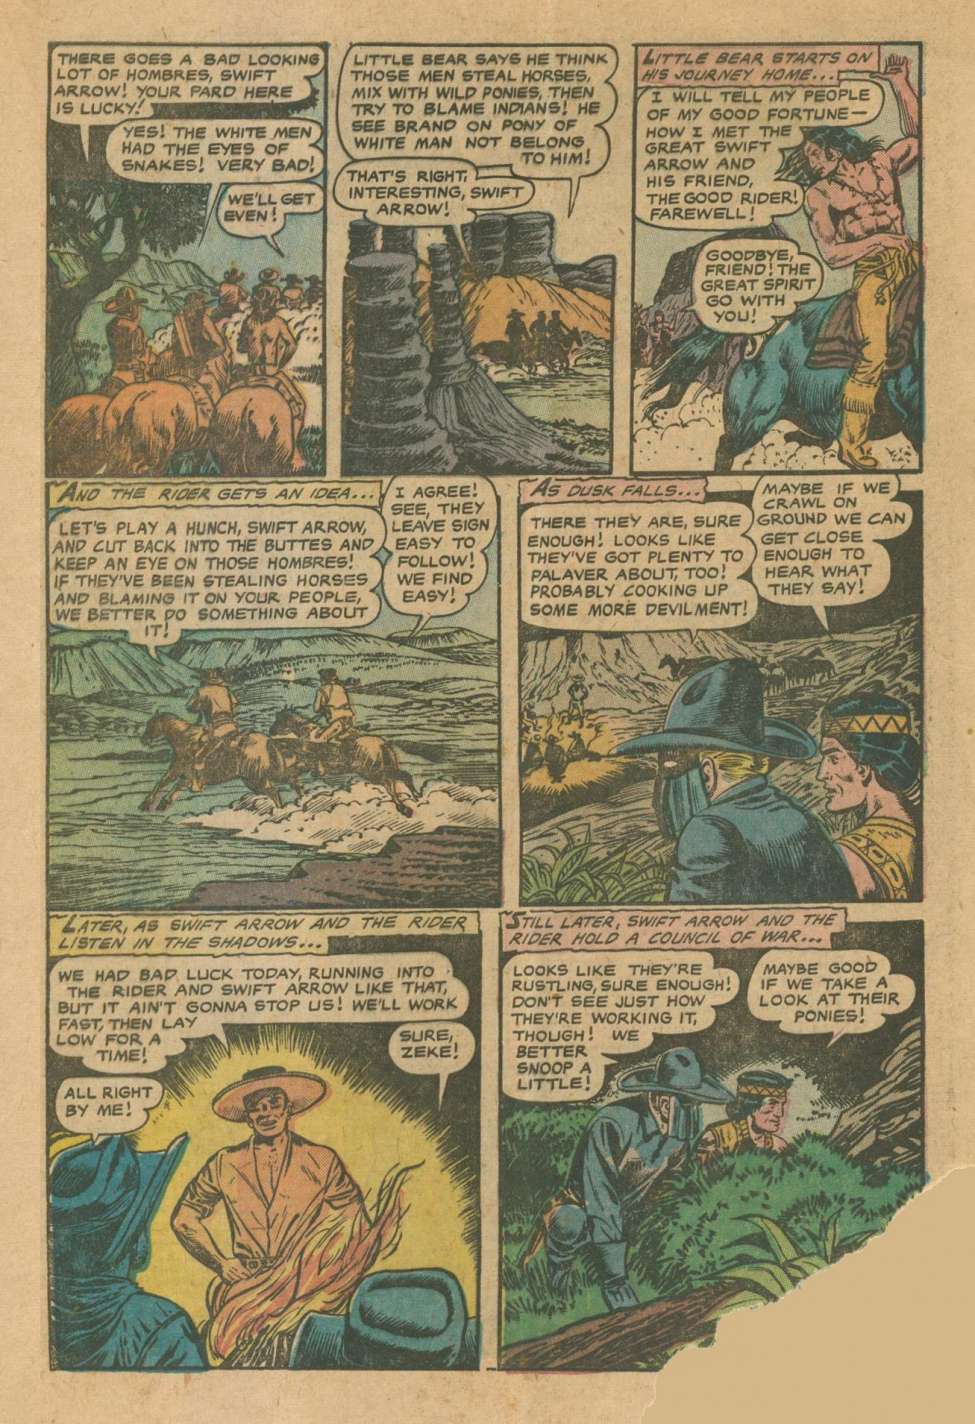 THERE GOES A BAD LOOKING
LOT OF HOMBRES, SWIFT
ARROW! YOUR PARD HERE
IS LUCKY!
YES! THE WHITE MEN
HAD THE EYES OF
SNAKES! VERY BAD!
WE'LL GET
EVEN!
LITTLE BEAR SAYS HE THINK
THOSE MEN STEAL HORSES,
MIX WITH WILD PONIES, THEN
TRY TO BLAME INDIANS! HE
SEE BRAND ON PONY OF
WHITE MAN NOT BELONG
TO HIM!
THAT'S RIGHT,
INTERESTING, SWIFT
ARROW!
LITTLE BEAR STARTS ON
HIS JOURNEY HOME...
I WILL TELL MY PEOPLE
OF MY GOOD FORTUNE—
HOW I MET THE
GREAT SWIFT
ARROW AND
HIS FRIEND,
THE GOOD RIDER!
FAREWELL!
GOODBYE,
FRIEND! THE
GREAT SPIRIT
GO WITH
YOU!
AND THE RIDER GETS AN IDEA...
LET'S PLAY A HUNCH, SWIFT ARROW,
AND CUT BACK INTO THE BUTTES AND
KEEP AN EYE ON THOSE HOMBRES!
IF THEY'VE BEEN STEALING HORSES
AND BLAMING IT ON YOUR PEOPLE,
WE BETTER DO SOMETHING ABOUT
IT!
I AGREE!
SEE, THEY
LEAVE SIGN
EASY TO
FOLLOW!
WE FIND
EASY!
AS DUSK FALLS...
THERE THEY ARE, SURE
ENOUGH! LOOKS LIKE
THEY'VE GOT PLENTY TO
PALAVER ABOUT, TOO!
PROBABLY COOKING UP
SOME MORE DEVILMENT!
MAYBE IF WE
CRAWL ON
GROUND WE CAN
GET CLOSE
ENOUGH TO
HEAR WHAT
THEY SAY!
LATER, AS SWIFT ARROW AND THE RIDER
LISTEN IN THE SHADOWS...
WE HAD BAD LUCK TODAY, RUNNING INTO
THE RIDER AND SWIFT ARROW LIKE THAT,
BUT IT AIN'T GONNA STOP US! WE'LL WORK
FAST, THEN LAY
LOW FOR A
TIME!
SURE,
ZEKE!
ALL RIGHT
BY ME!
STILL LATER, SWIFT ARROW AND THE
RIDER HOLD A COUNCIL OF WAR...
LOOKS LIKE THEY'RE
RUSTLING, SURE ENOUGH!
DON'T SEE JUST HOW
THEY'RE WORKING IT,
THOUGH! WE
BETTER
SNOOP A
LITTLE!
MAYBE GOOD
IF WE TAKE A
LOOK AT THEIR
PONIES!